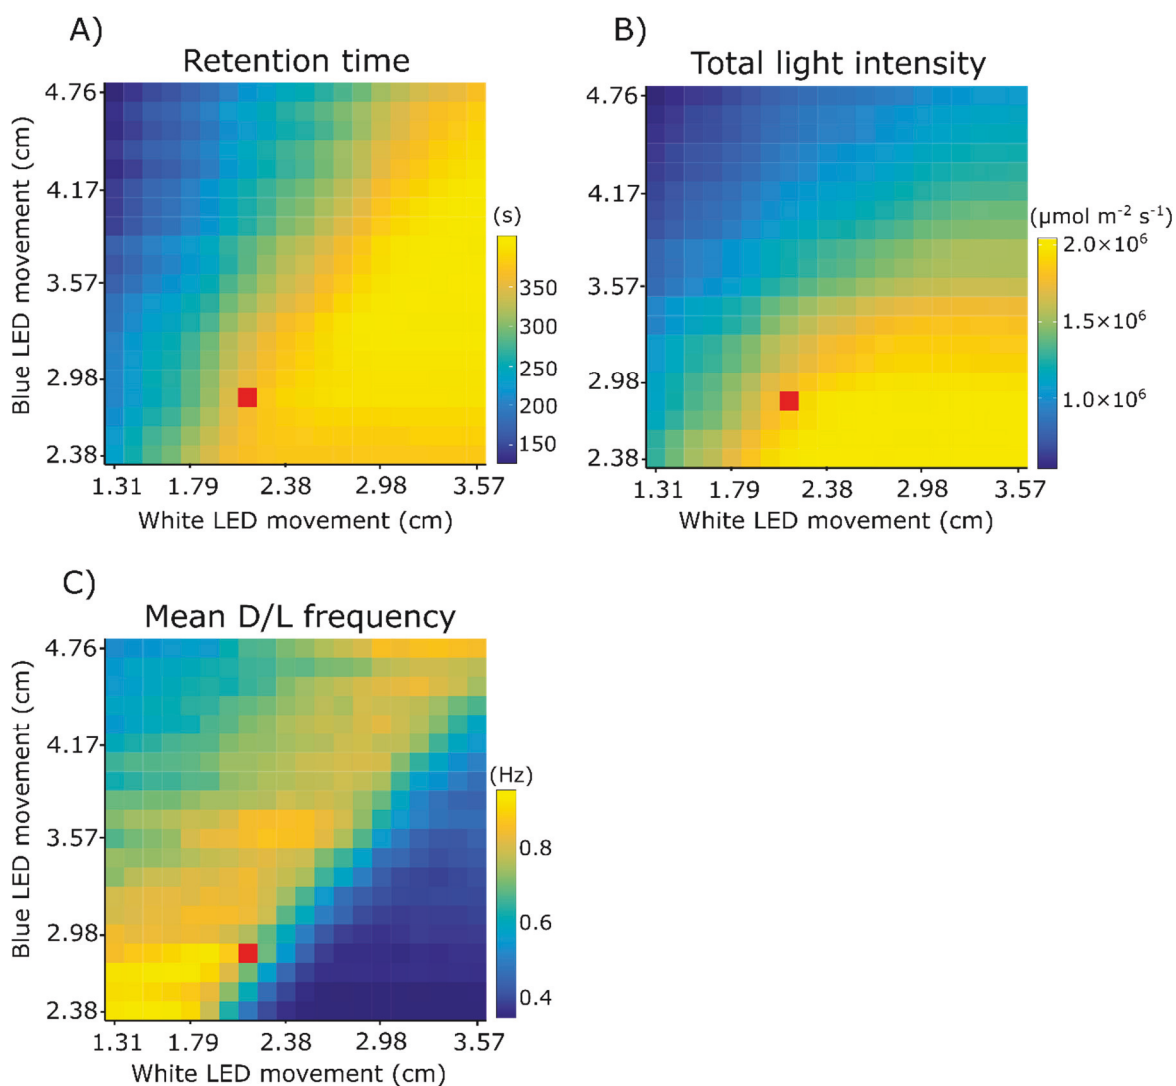 A)
Retention time
4.76
4.17
3.57
2.98
2.38
Blue LED movement (cm)
1.31 1.79 2.38 2.98 3.57
White LED movement (cm)
(s)
350
300
250
200
150
B)
Total light intensity
4.76
4.17
3.57
2.98
2.38
Blue LED movement (cm)
1.31 1.79 2.38 2.98 3.57
White LED movement (cm)
(μmol m⁻² s⁻¹)
2.0×10⁶
1.5×10⁶
1.0×10⁶
C)
Mean D/L frequency
4.76
4.17
3.57
2.98
2.38
Blue LED movement (cm)
1.31 1.79 2.38 2.98 3.57
White LED movement (cm)
(Hz)
0.8
0.6
0.4